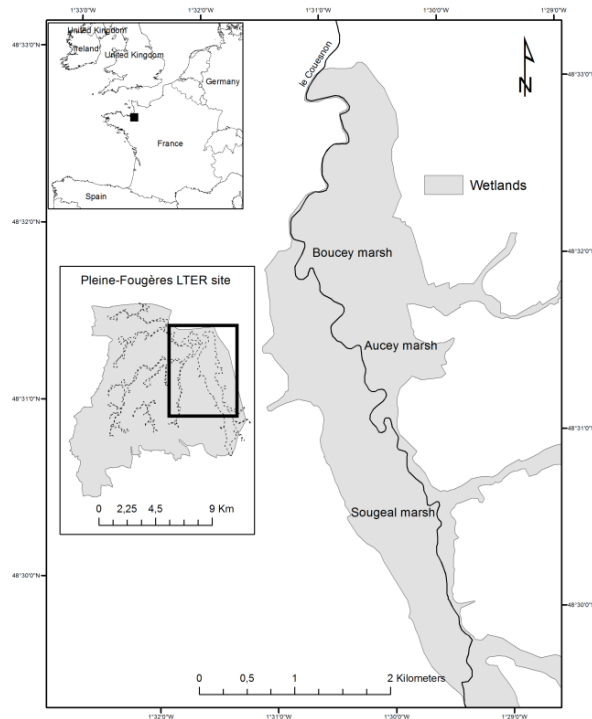 1°33'0"W 1°32'0"W 1°31'0"W 1°30'0"W 1°29'0"W
48°33'0"N
United Kingdom
Ireland
United Kingdom
Germany
France
Spain
le Couesnon
N
48°33'0"N
Wetlands
48°32'0"N
48°32'0"N
Boucey marsh
Pleine-Fougères LTER site
0 2,25 4,5 9 Km
Aucey marsh
48°31'0"N
48°31'0"N
Sougeal marsh
48°30'0"N
48°30'0"N
0 0,5 1 2 Kilometers
1°32'0"W 1°31'0"W 1°30'0"W 1°29'0"W